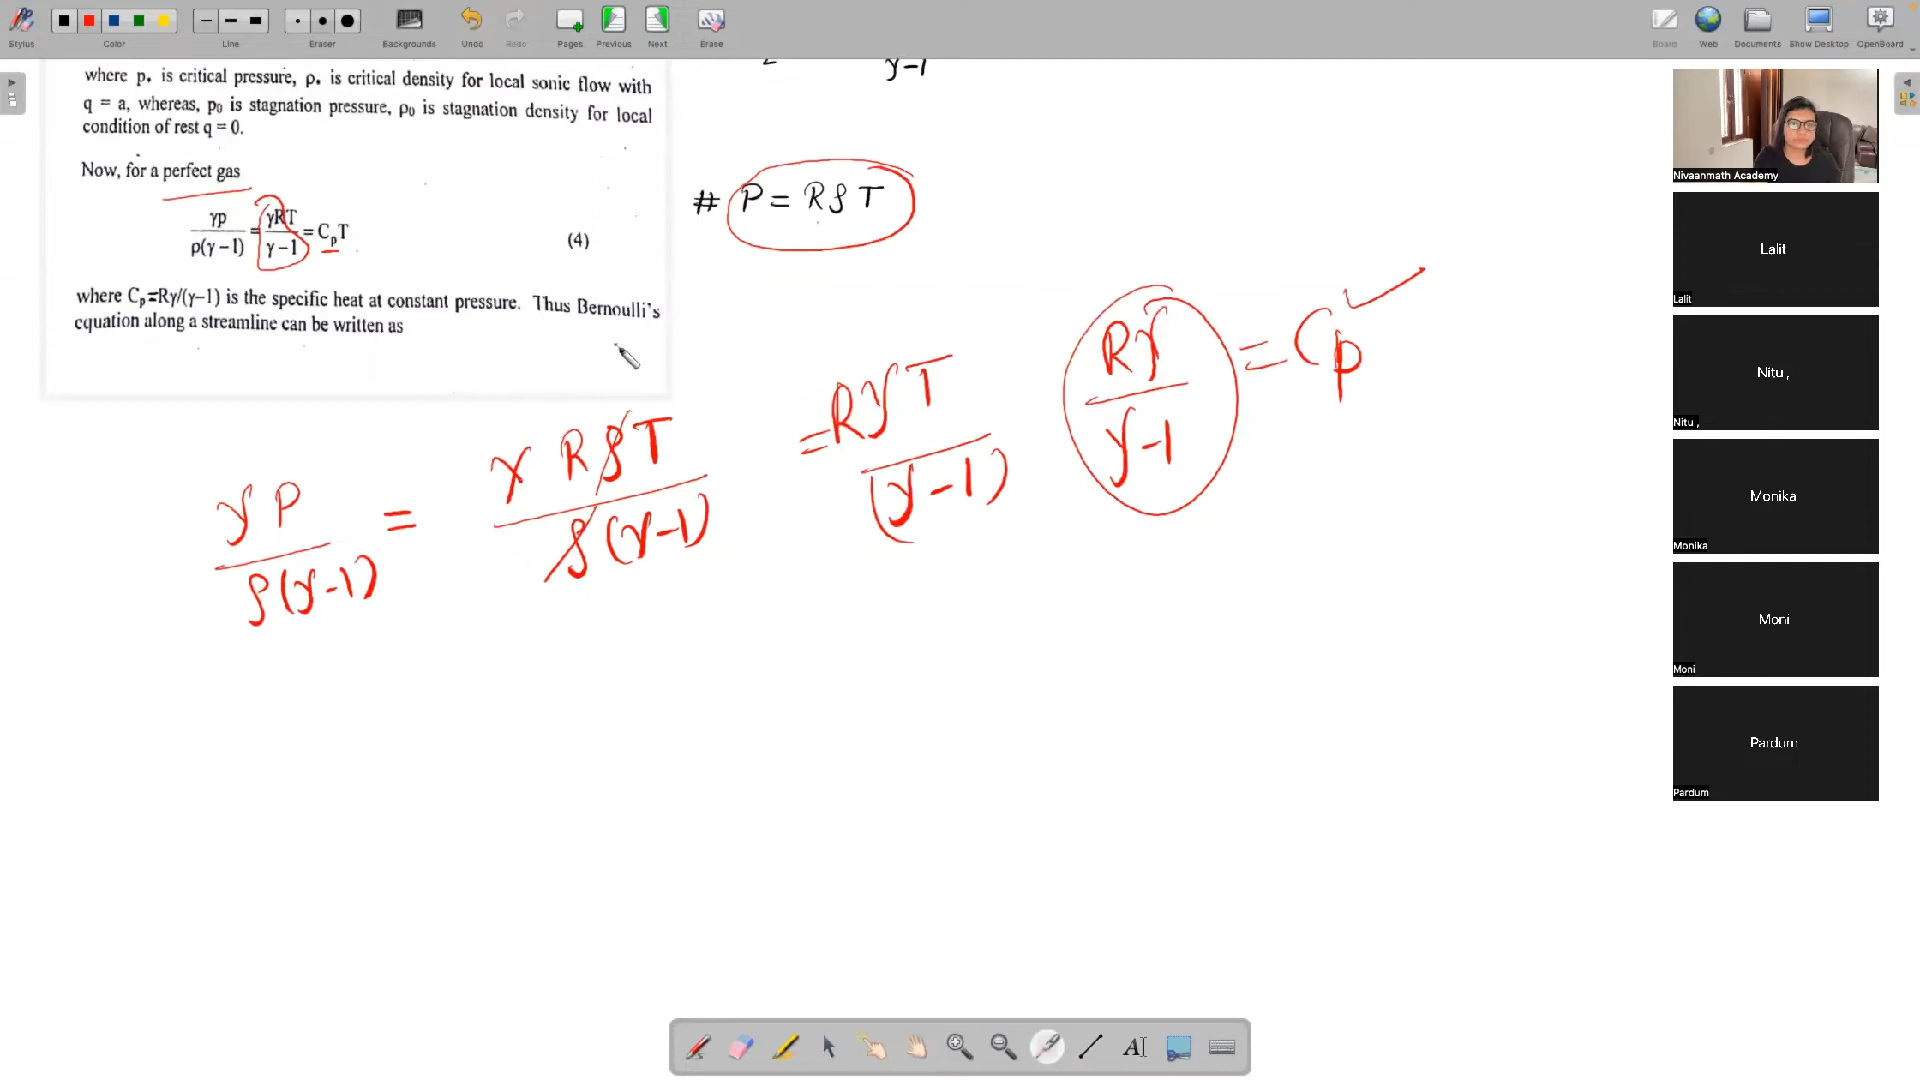 Stylus
Color
Line
Eraser
Backgrounds
Undo
Redo
Pages
Previous
Next
Erase
Board
Web
Documents
Show Desktop
OpenBoard
where p* is critical pressure, ρ* is critical density for local sonic flow with
q = a, whereas, p₀ is stagnation pressure, ρ₀ is stagnation density for local
condition of rest q = 0.
Now, for a perfect gas
γp / ρ(γ−1) = γRT / γ−1 = CₚT (4)
where Cₚ=Rγ/(γ−1) is the specific heat at constant pressure. Thus Bernoulli's
equation along a streamline can be written as
γ−1
# P = RρT
γP / ρ(γ−1) = γRρT / ρ(γ−1) = RγT / (γ−1)
Rγ / γ−1 = Cp
Nivaanmath Academy
Lalit
Lalit
Nitu ,
Nitu ,
Monika
Monika
Moni
Moni
Pardum
Pardum